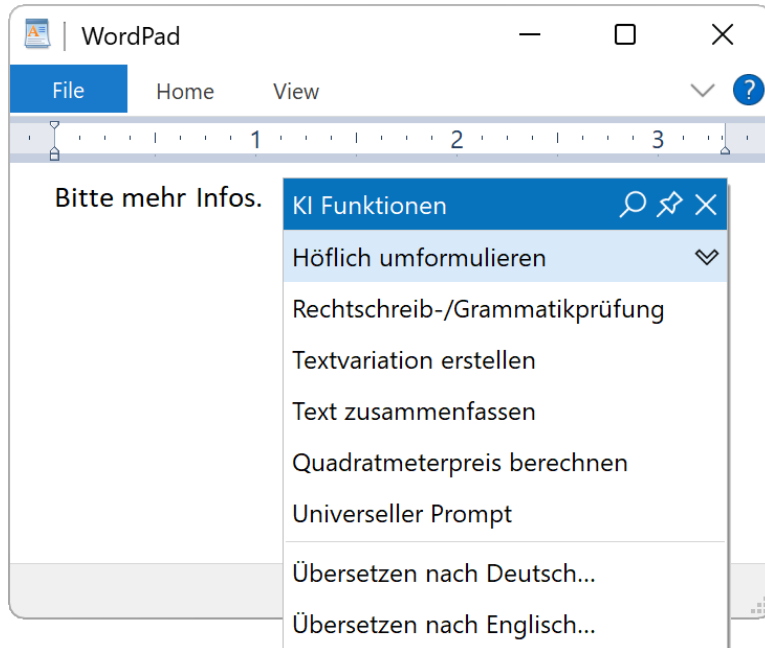 WordPad
File Home View ?
1 2 3
Bitte mehr Infos.
KI Funktionen
Höflich umformulieren
Rechtschreib-/Grammatikprüfung
Textvariation erstellen
Text zusammenfassen
Quadratmeterpreis berechnen
Universeller Prompt
Übersetzen nach Deutsch...
Übersetzen nach Englisch...